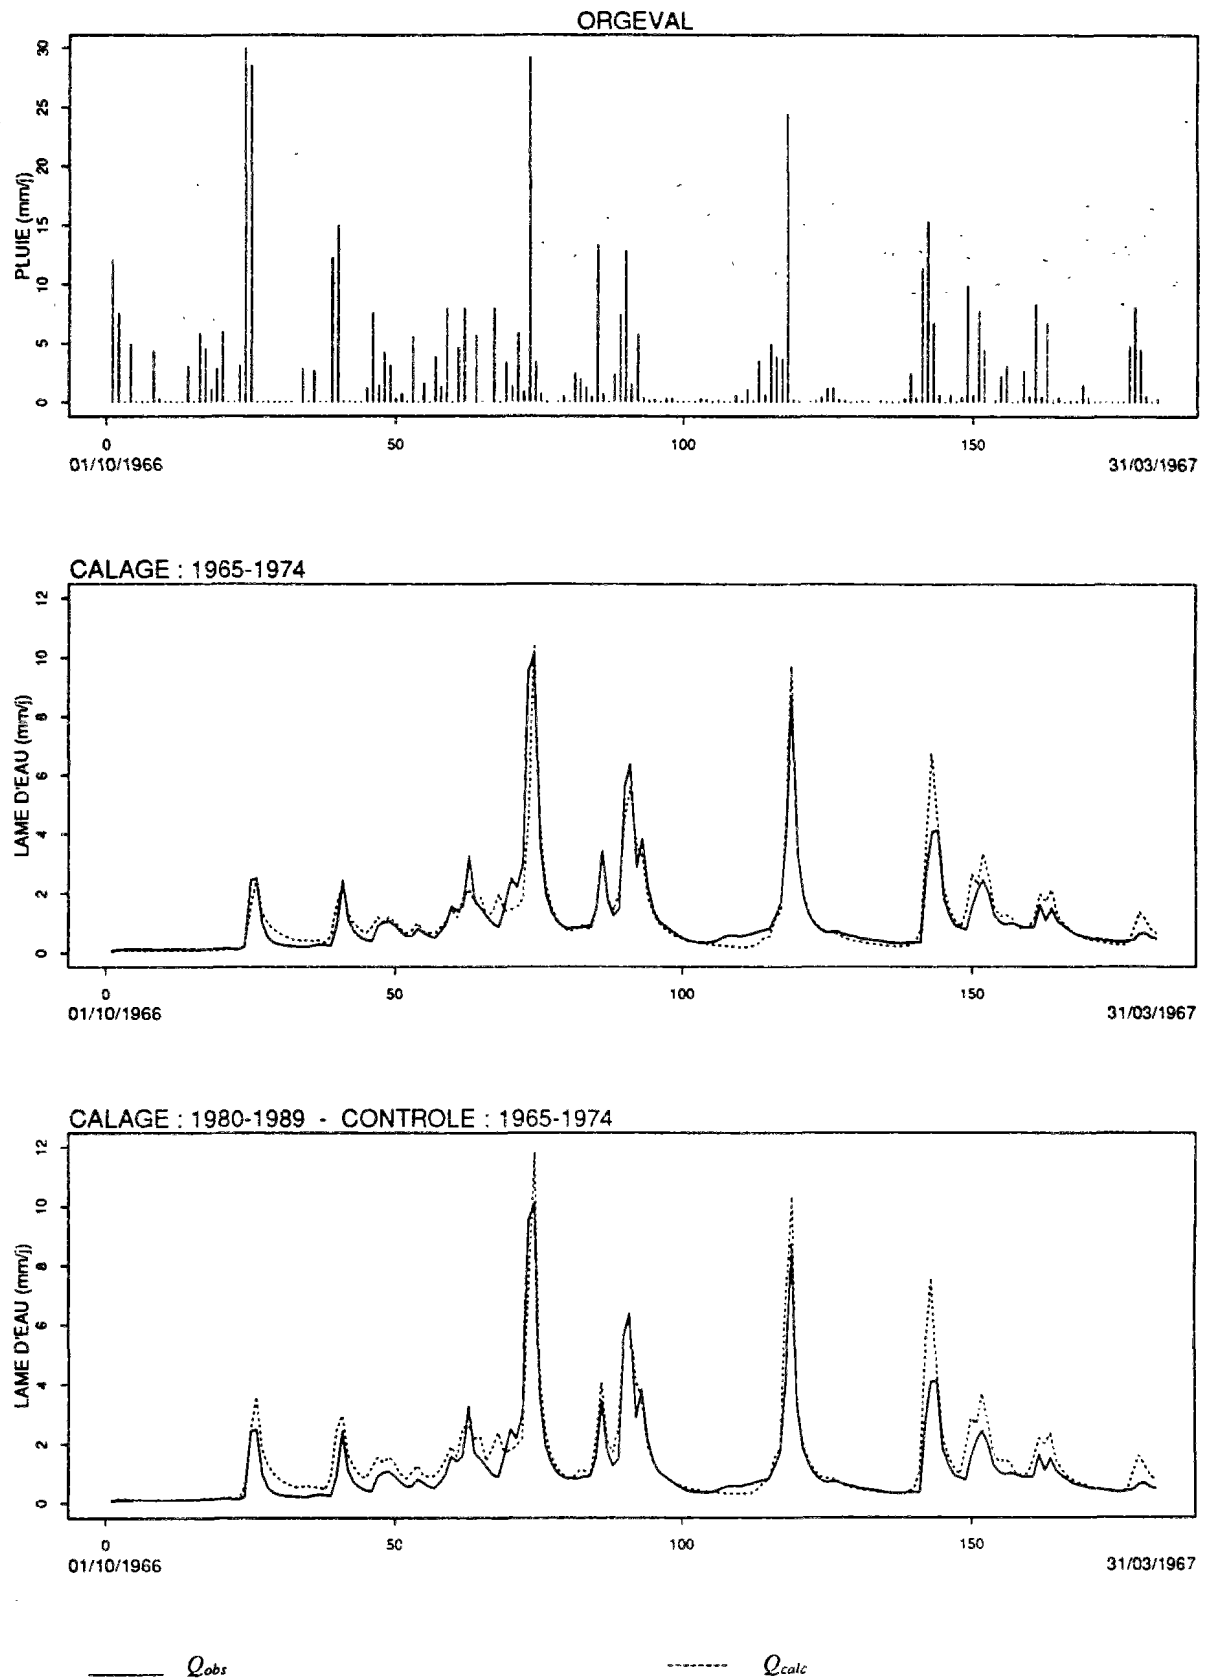 ORGEVAL
30
25
20
15
10
5
0
PLUIE (mm/j)
0 50 100 150
01/10/1966 31/03/1967
CALAGE : 1965-1974
12
10
8
6
4
2
0
LAME D'EAU (mm/j)
0 50 100 150
01/10/1966 31/03/1967
CALAGE : 1980-1989 - CONTROLE : 1965-1974
12
10
8
6
4
2
0
LAME D'EAU (mm/j)
0 50 100 150
01/10/1966 31/03/1967
Qobs Qcalc